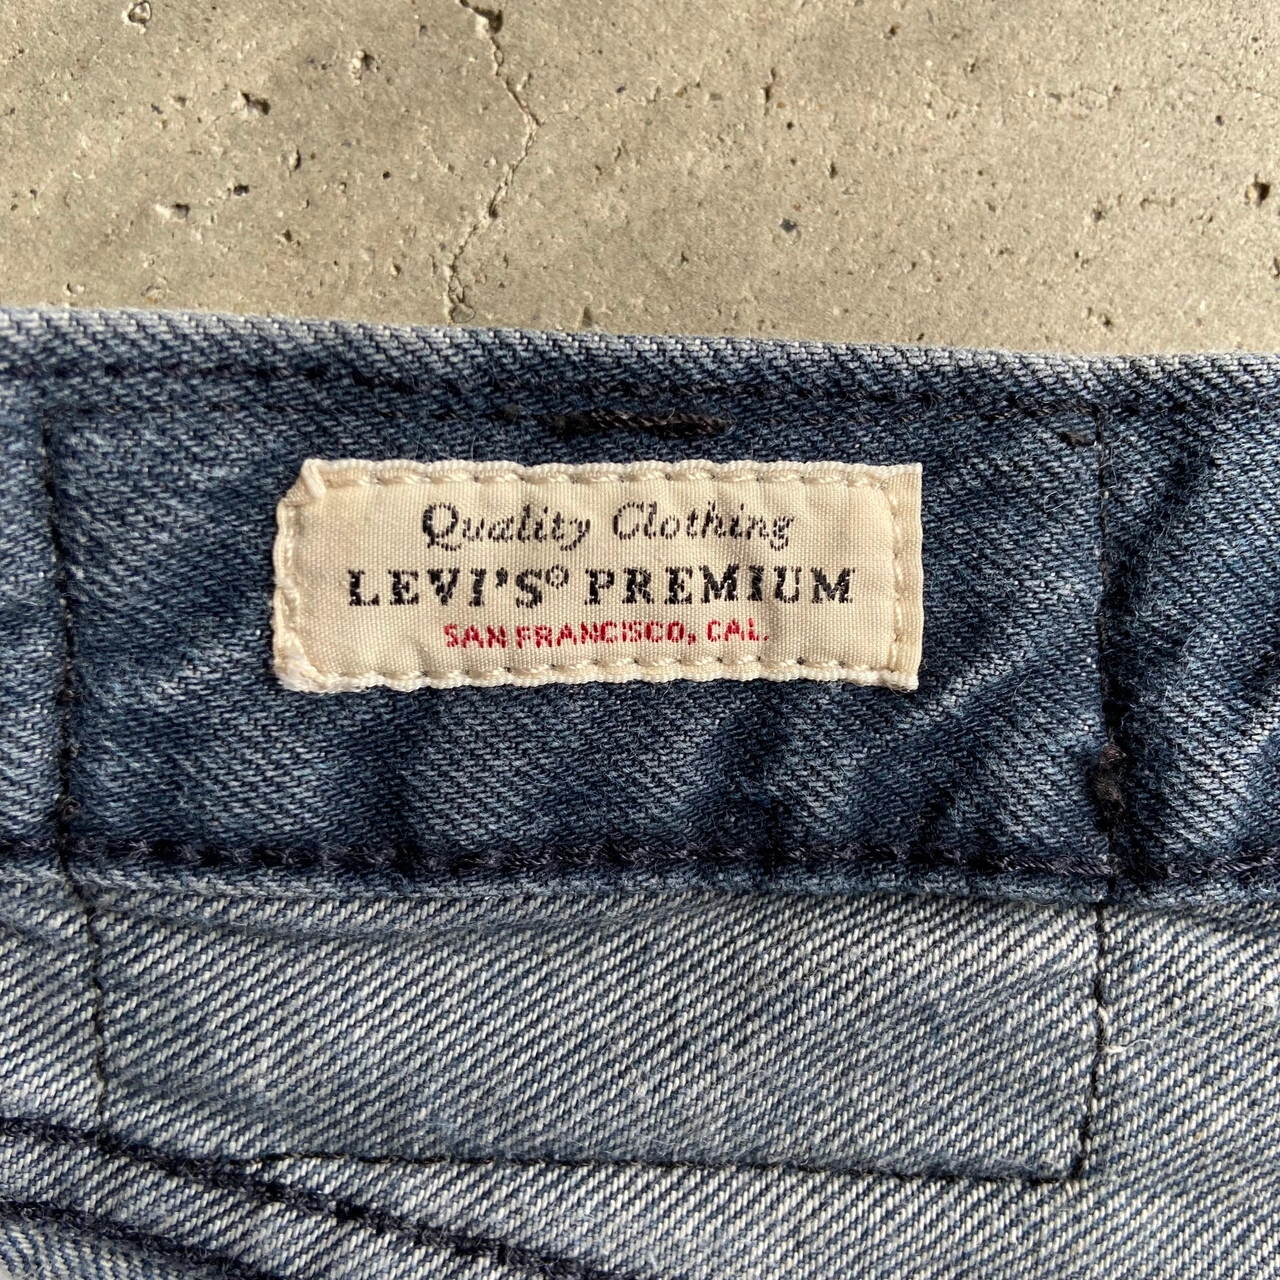 Quality Clothing
LEVI'S® PREMIUM
SAN FRANCISCO, CAL.